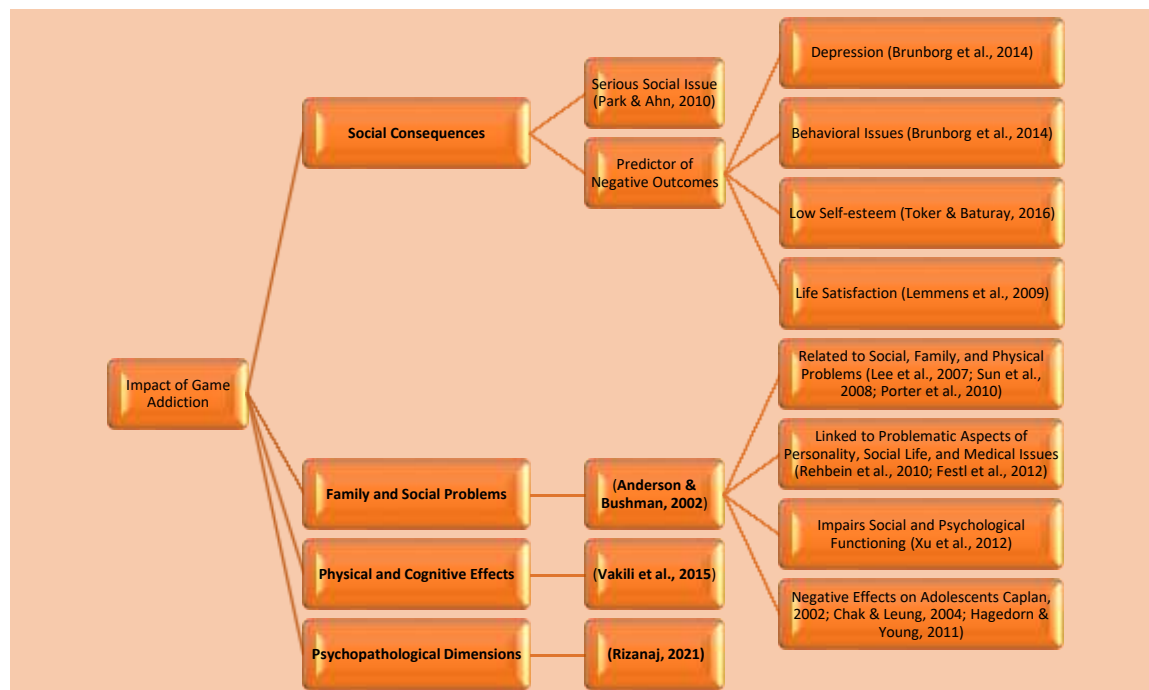 Impact of Game
Addiction
Social Consequences
Serious Social Issue
(Park & Ahn, 2010)
Predictor of
Negative Outcomes
Depression (Brunborg et al., 2014)
Behavioral Issues (Brunborg et al., 2014)
Low Self-esteem (Toker & Baturay, 2016)
Life Satisfaction (Lemmens et al., 2009)
Family and Social Problems
(Anderson &
Bushman, 2002)
Related to Social, Family, and Physical
Problems (Lee et al., 2007; Sun et al.,
2008; Porter et al., 2010)
Linked to Problematic Aspects of
Personality, Social Life, and Medical Issues
(Rehbein et al., 2010; Festl et al., 2012)
Impairs Social and Psychological
Functioning (Xu et al., 2012)
Negative Effects on Adolescents Caplan,
2002; Chak & Leung, 2004; Hagedorn &
Young, 2011)
Physical and Cognitive Effects
(Vakili et al., 2015)
Psychopathological Dimensions
(Rizanaj, 2021)